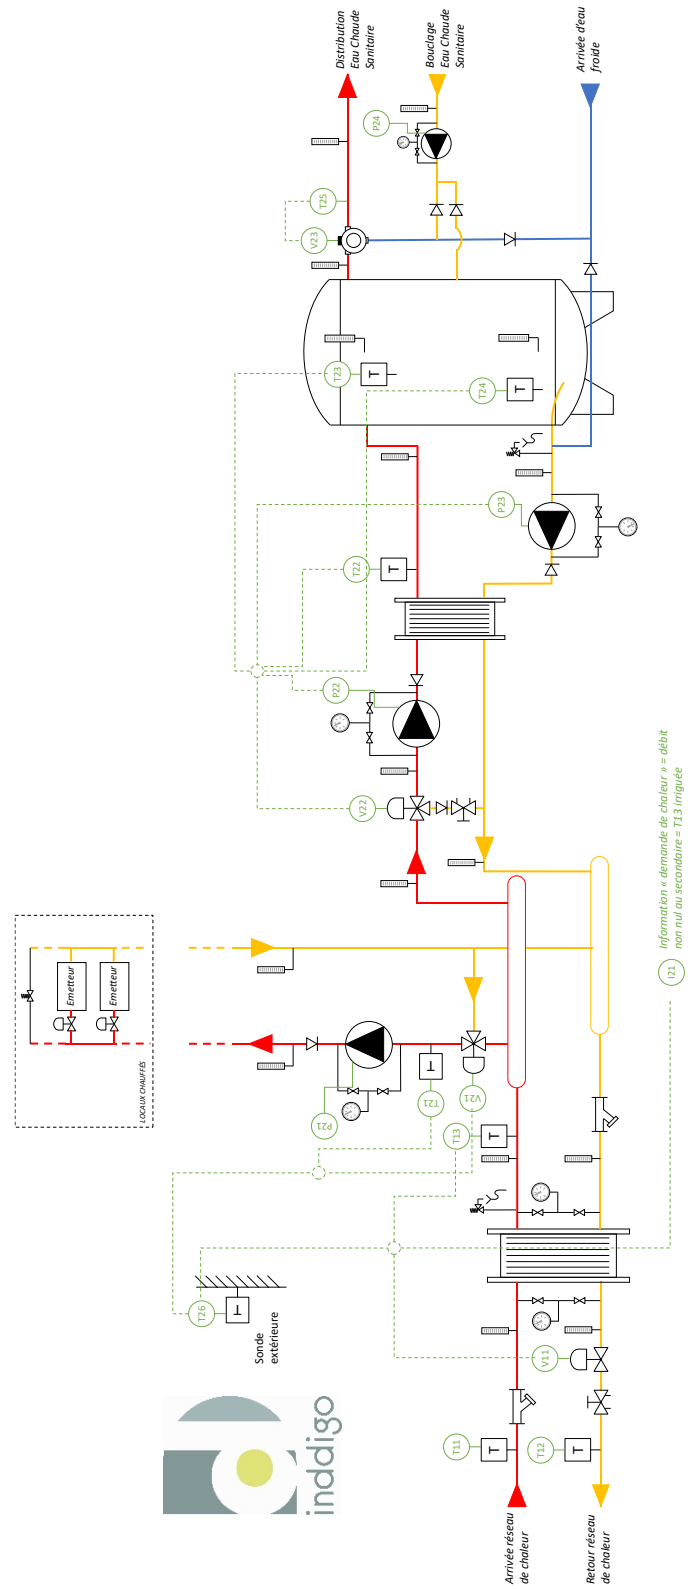 Distribution
Eau Chaude
Sanitaire
Bouclage
Eau Chaude
Sanitaire
Arrivée d'eau
froide
P24
T25
V23
T23
T
T24
T
P23
T22
T
P22
V22
Information « demande de chaleur » = débit
non nul au secondaire = T13 irriguée
I21
Emetteur
Emetteur
LOCAUX CHAUFFÉS
P21
T
T21
V21
T13
T
T26
T
Sonde
extérieure
V11
inddigo
T11
T
T12
T
Arrivée réseau
de chaleur
Retour réseau
de chaleur